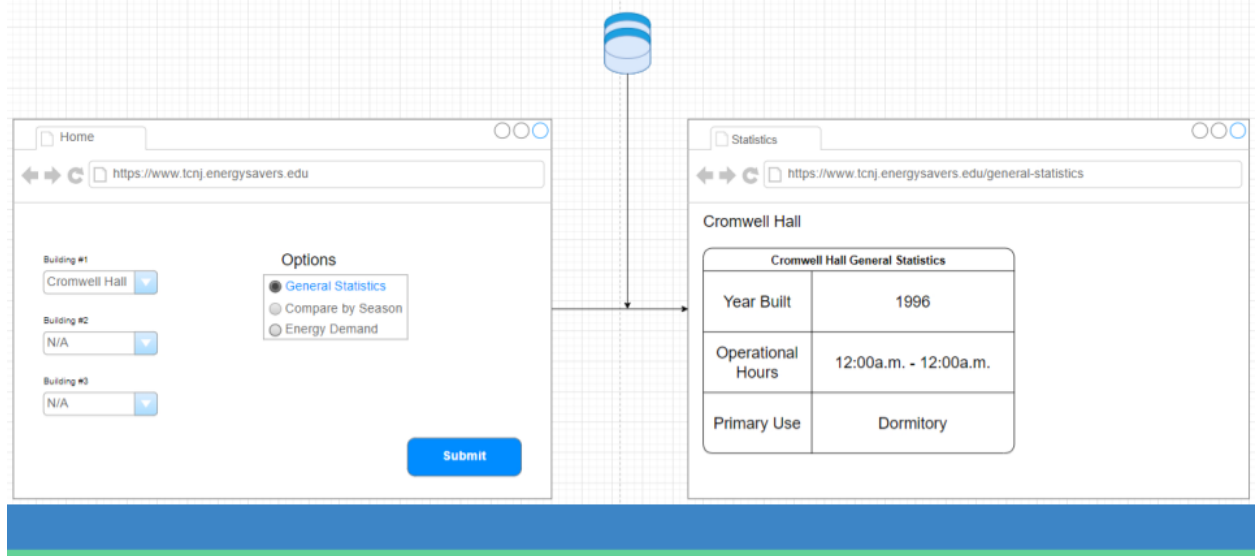 Home
https://www.tcnj.energysavers.edu
Building #1
Cromwell Hall
Building #2
N/A
Building #3
N/A
Options
General Statistics
Compare by Season
Energy Demand
Submit
Statistics
https://www.tcnj.energysavers.edu/general-statistics
Cromwell Hall
Cromwell Hall General Statistics
Year Built 1996
Operational
Hours
12:00a.m. - 12:00a.m.
Primary Use Dormitory